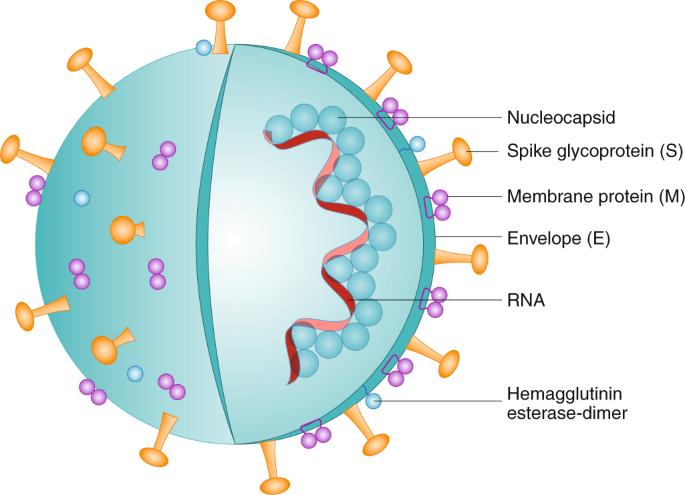 Nucleocapsid
Spike glycoprotein (S)
Membrane protein (M)
Envelope (E)
RNA
Hemagglutinin
esterase-dimer